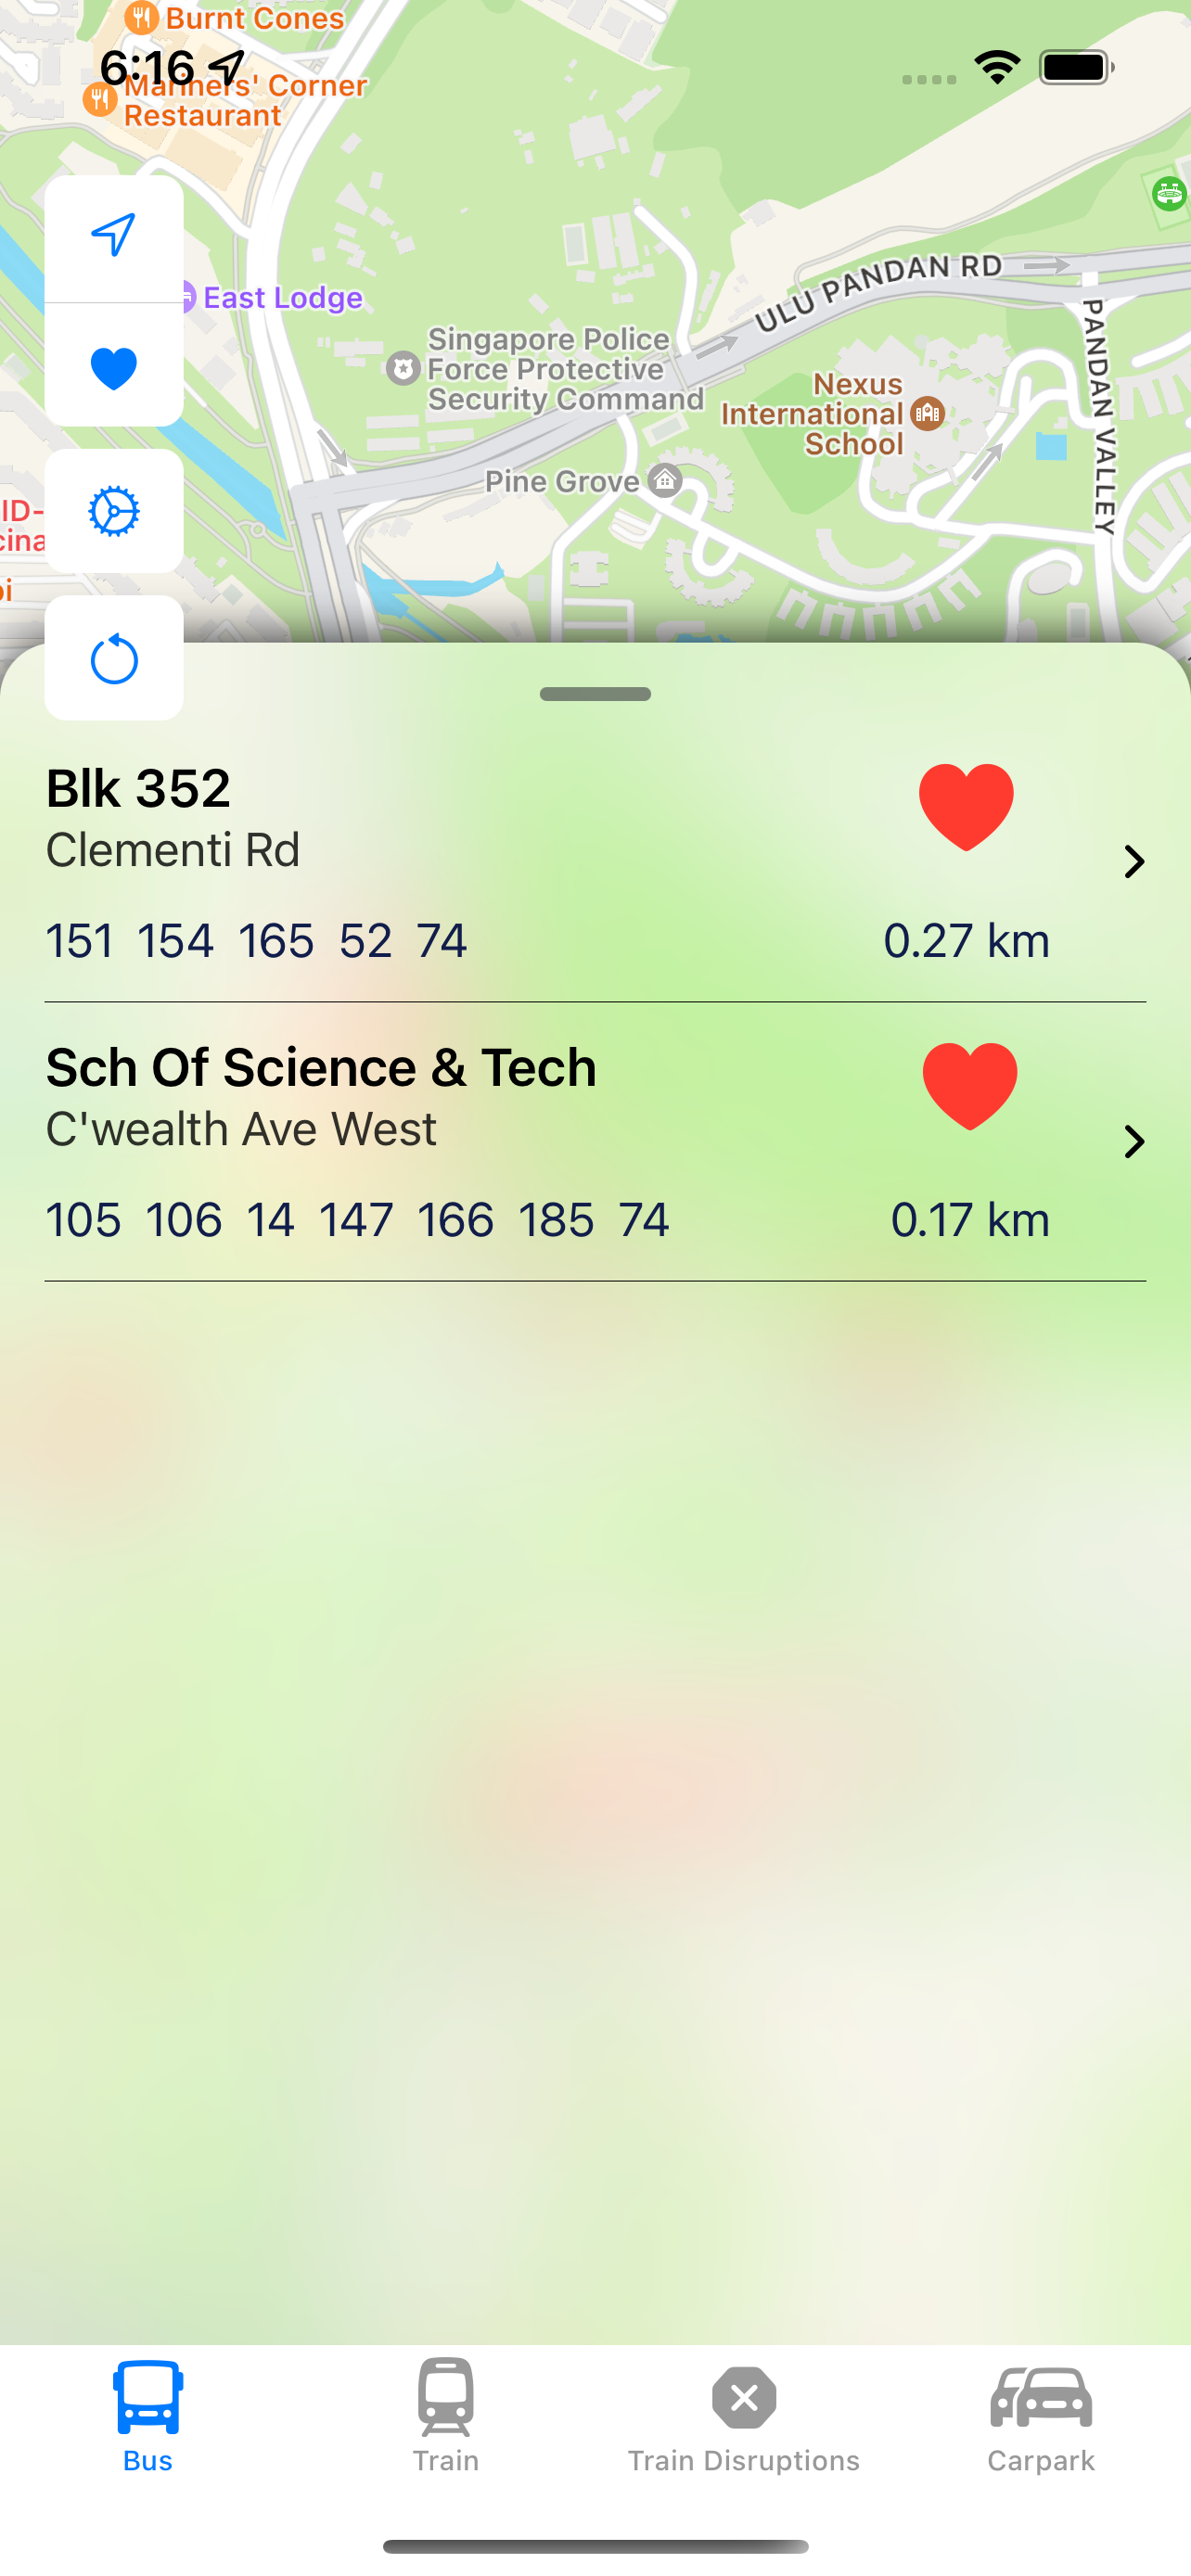 Burnt Cones
6:16
Mariners' Corner
Restaurant
East Lodge
ULU PANDAN RD
PANDAN VALLEY
Singapore Police
Force Protective
Security Command
Nexus
International
School
Pine Grove
ID-
cina
Blk 352
Clementi Rd
151 154 165 52 74
0.27 km
Sch Of Science & Tech
C'wealth Ave West
105 106 14 147 166 185 74
0.17 km
Bus
Train
Train Disruptions
Carpark